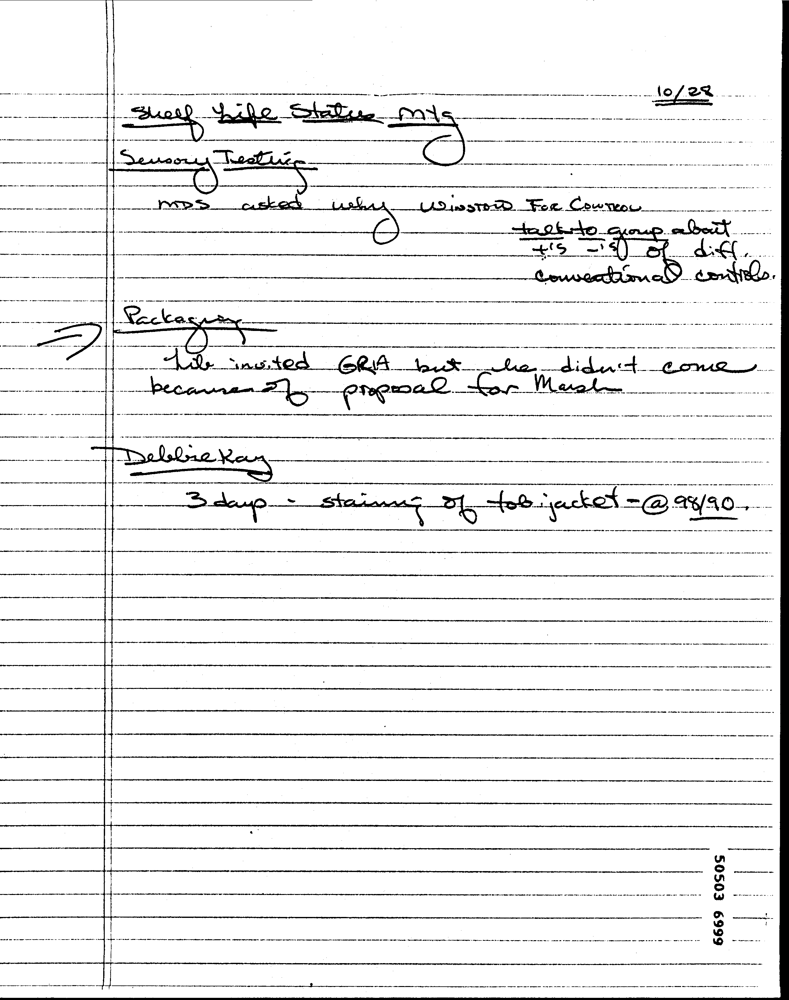 10/28
Shelf Life Status Mtg
Sensory Testing
MDS asked why WINSTON FOR CONTROL
talk to group about
+'s -'s of diff.
conventional controls.
Packaging
invited GRIA but he didn't come
because of proposal for Marsh
Debbie Kay
3 days - staining of tob jacket - @ 98/90.
50503 6999